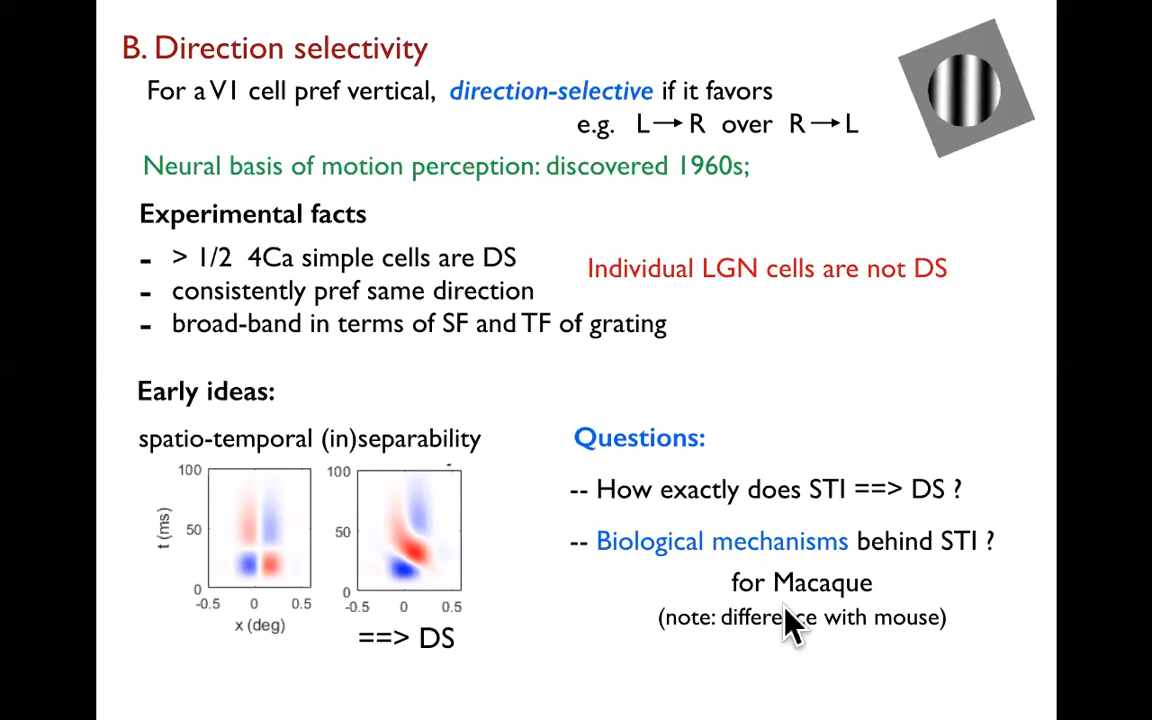 B. Direction selectivity
For a V1 cell pref vertical, direction-selective if it favors
e.g. L→R over R→L
Neural basis of motion perception: discovered 1960s;
Experimental facts
- > 1/2 4Ca simple cells are DS
Individual LGN cells are not DS
- consistently pref same direction
- broad-band in terms of SF and TF of grating
Early ideas:
spatio-temporal (in)separability
100
50
0
t (ms)
-0.5 0 0.5
x (deg)
100
50
0
-0.5 0 0.5
==> DS
Questions:
-- How exactly does STI ==> DS ?
-- Biological mechanisms behind STI ?
for Macaque
(note: difference with mouse)